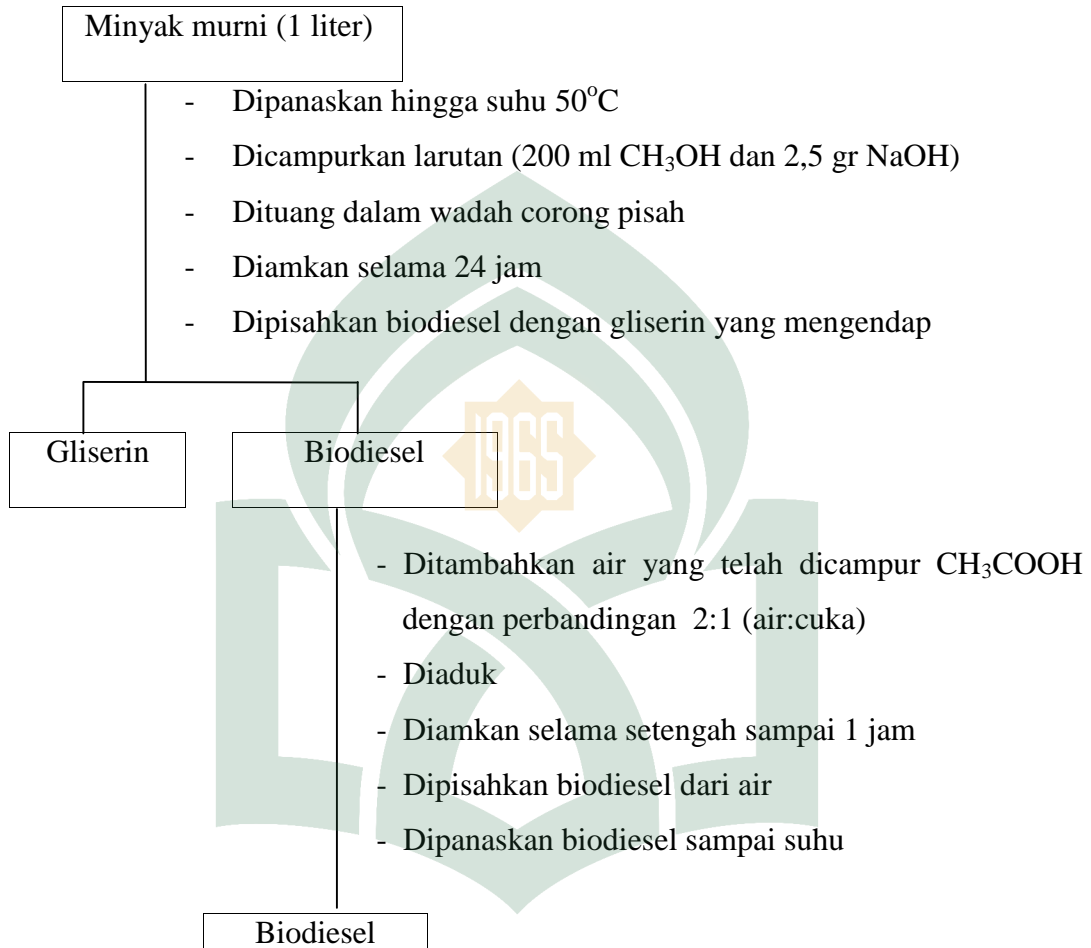 Minyak murni (1 liter)
- Dipanaskan hingga suhu 50°C
- Dicampurkan larutan (200 ml CH₃OH dan 2,5 gr NaOH)
- Dituang dalam wadah corong pisah
- Diamkan selama 24 jam
- Dipisahkan biodiesel dengan gliserin yang mengendap
Gliserin
Biodiesel
1965
- Ditambahkan air yang telah dicampur CH₃COOH
dengan perbandingan 2:1 (air:cuka)
- Diaduk
- Diamkan selama setengah sampai 1 jam
- Dipisahkan biodiesel dari air
- Dipanaskan biodiesel sampai suhu
Biodiesel